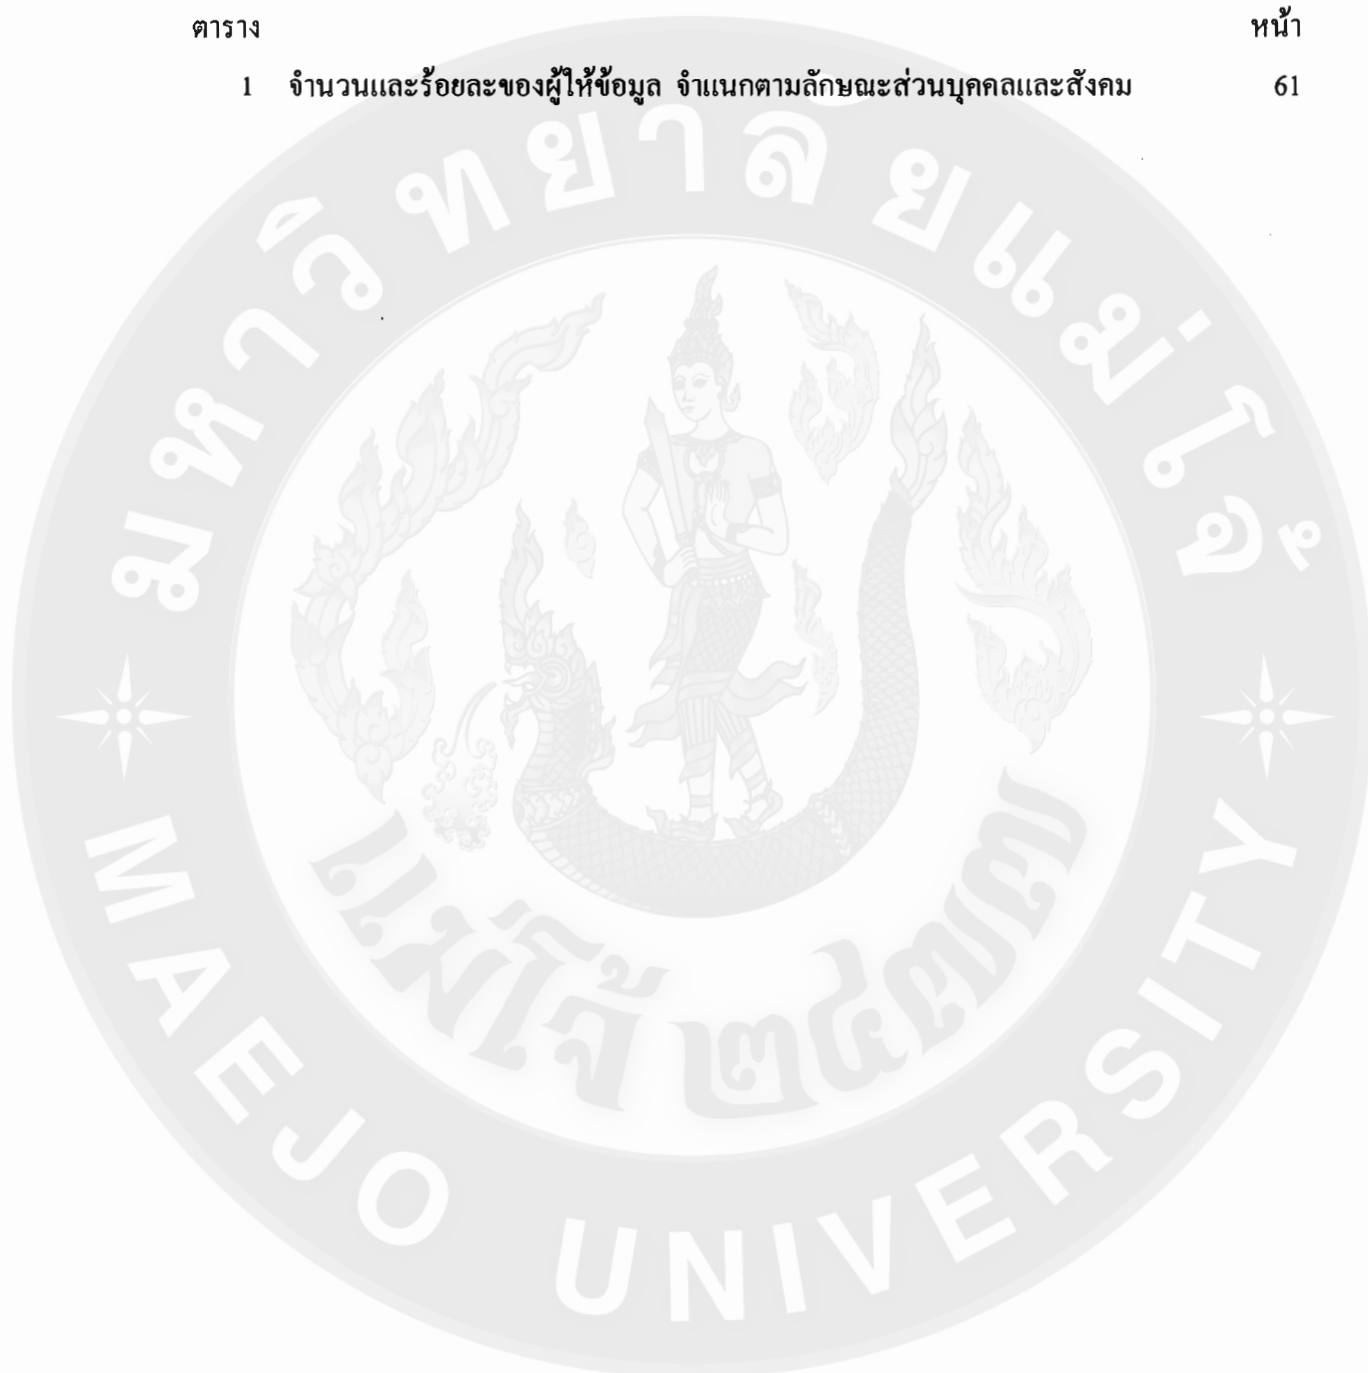 ตาราง หน้า
1 จำนวนและร้อยละของผู้ให้ข้อมูล จำแนกตามลักษณะส่วนบุคคลและสังคม 61
มหาวิทยาลัยแม่โจ้
แม่โจ้ ๒๔๗๗
MAEJO UNIVERSITY